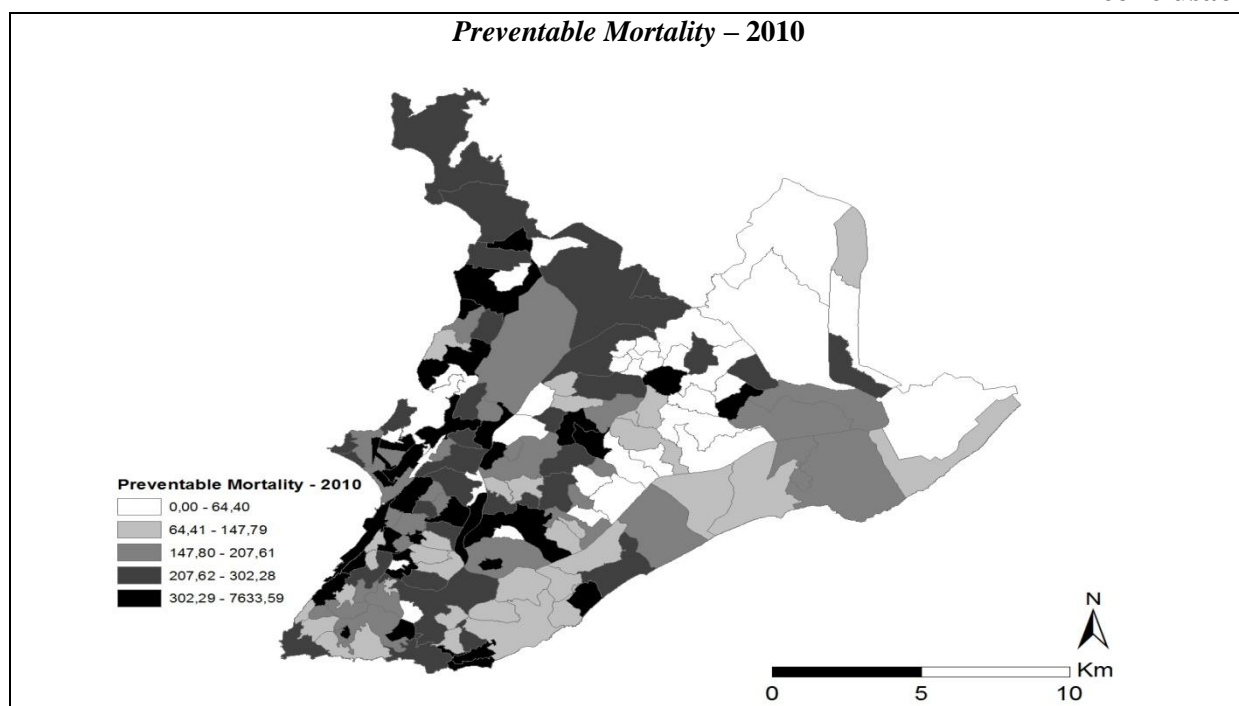 Preventable Mortality – 2010
Preventable Mortality - 2010
0,00 - 64,40
64,41 - 147,79
147,80 - 207,61
207,62 - 302,28
302,29 - 7633,59
N
Km
0 5 10